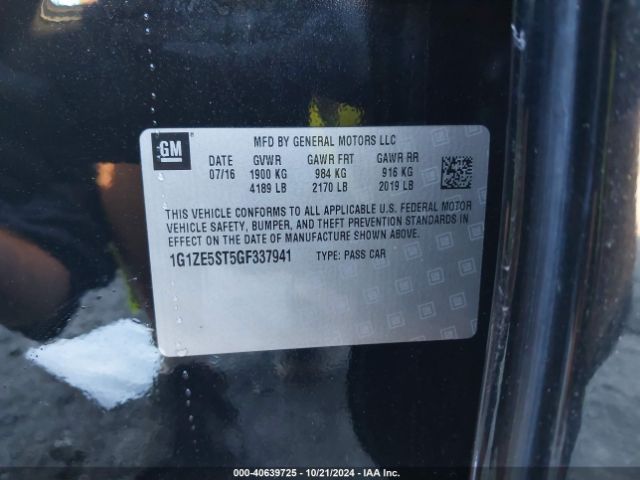 GM
MFD BY GENERAL MOTORS LLC
DATE GVWR GAWR FRT GAWR RR
07/16 1900 KG 984 KG 916 KG
4189 LB 2170 LB 2019 LB
THIS VEHICLE CONFORMS TO ALL APPLICABLE U.S. FEDERAL MOTOR
VEHICLE SAFETY, BUMPER, AND THEFT PREVENTION STANDARDS IN
EFFECT ON THE DATE OF MANUFACTURE SHOWN ABOVE.
1G1ZE5ST5GF337941 TYPE: PASS CAR
000-40639725 - 10/21/2024 - IAA Inc.